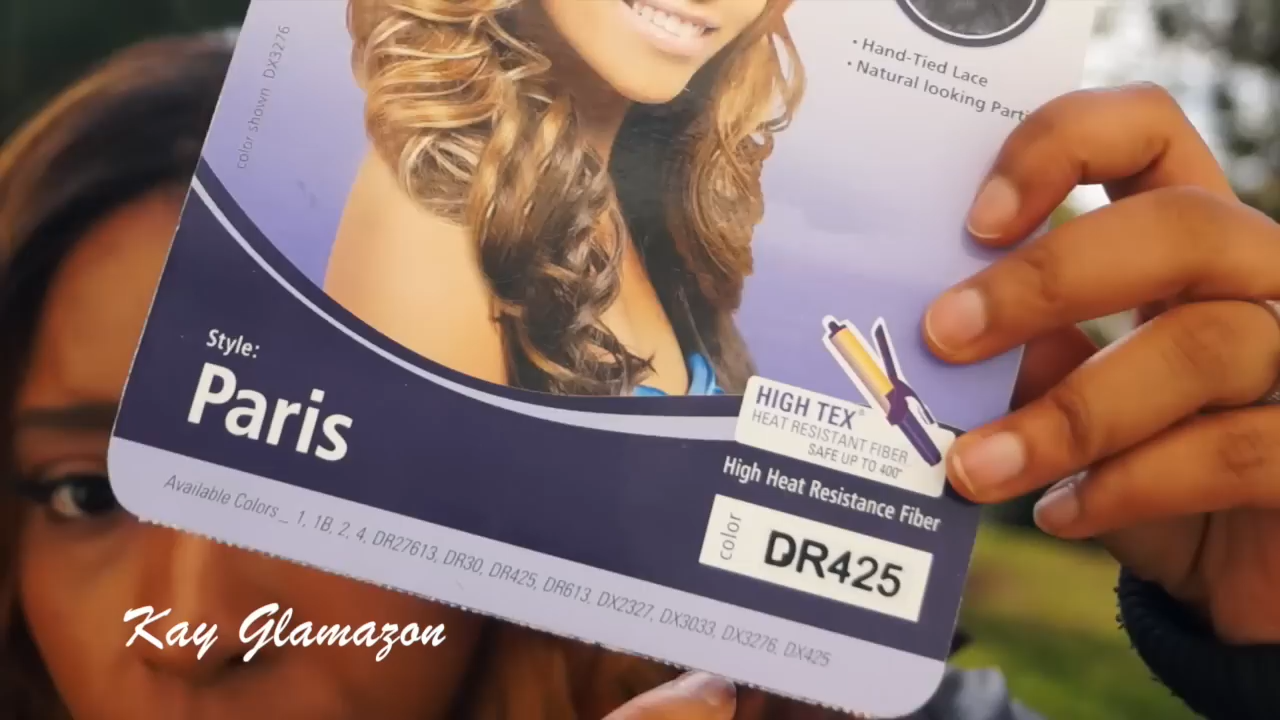 color shown DX3276
• Hand-Tied Lace
• Natural looking Parti
Style:
Paris
HIGH TEX®
HEAT RESISTANT FIBER
SAFE UP TO 400°
High Heat Resistance Fiber
color
DR425
Available Colors_ 1, 1B, 2, 4, DR27613, DR30, DR425, DR613, DX2327, DX3033, DX3276, DX425
Kay Glamazon